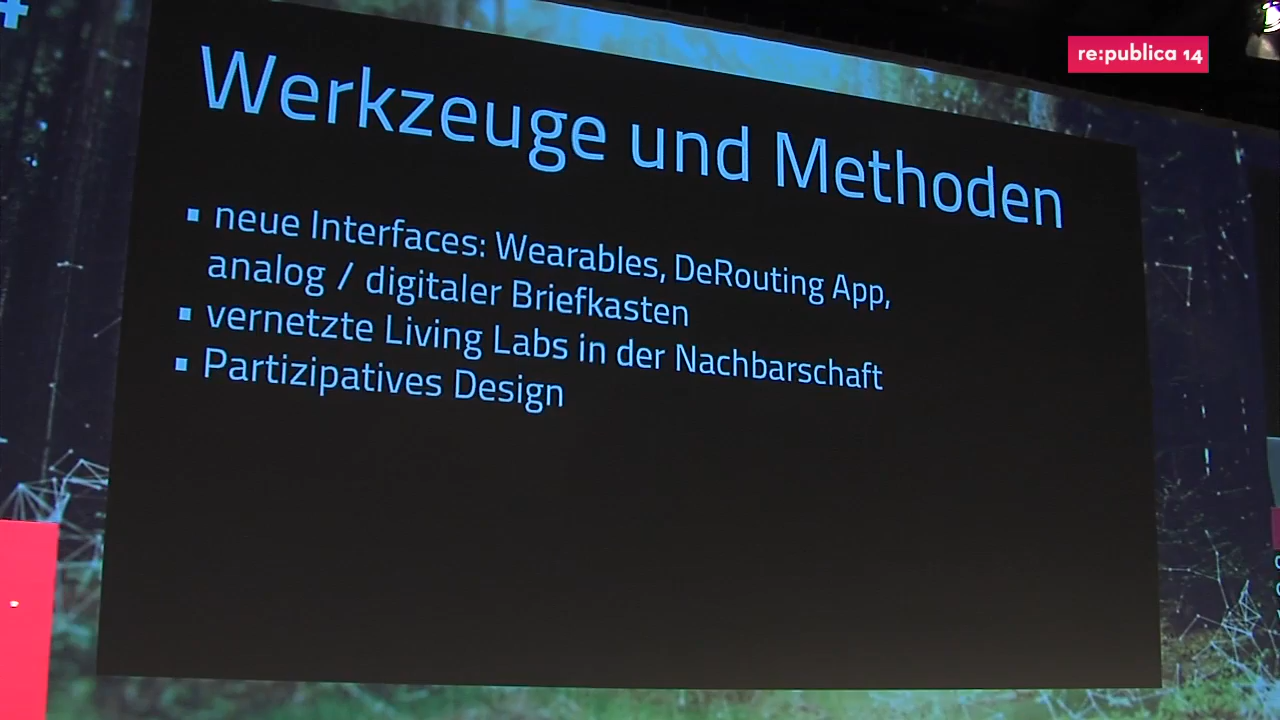 re:publica 14
Werkzeuge und Methoden
▪ neue Interfaces: Wearables, DeRouting App,
analog / digitaler Briefkasten
▪ vernetzte Living Labs in der Nachbarschaft
▪ Partizipatives Design